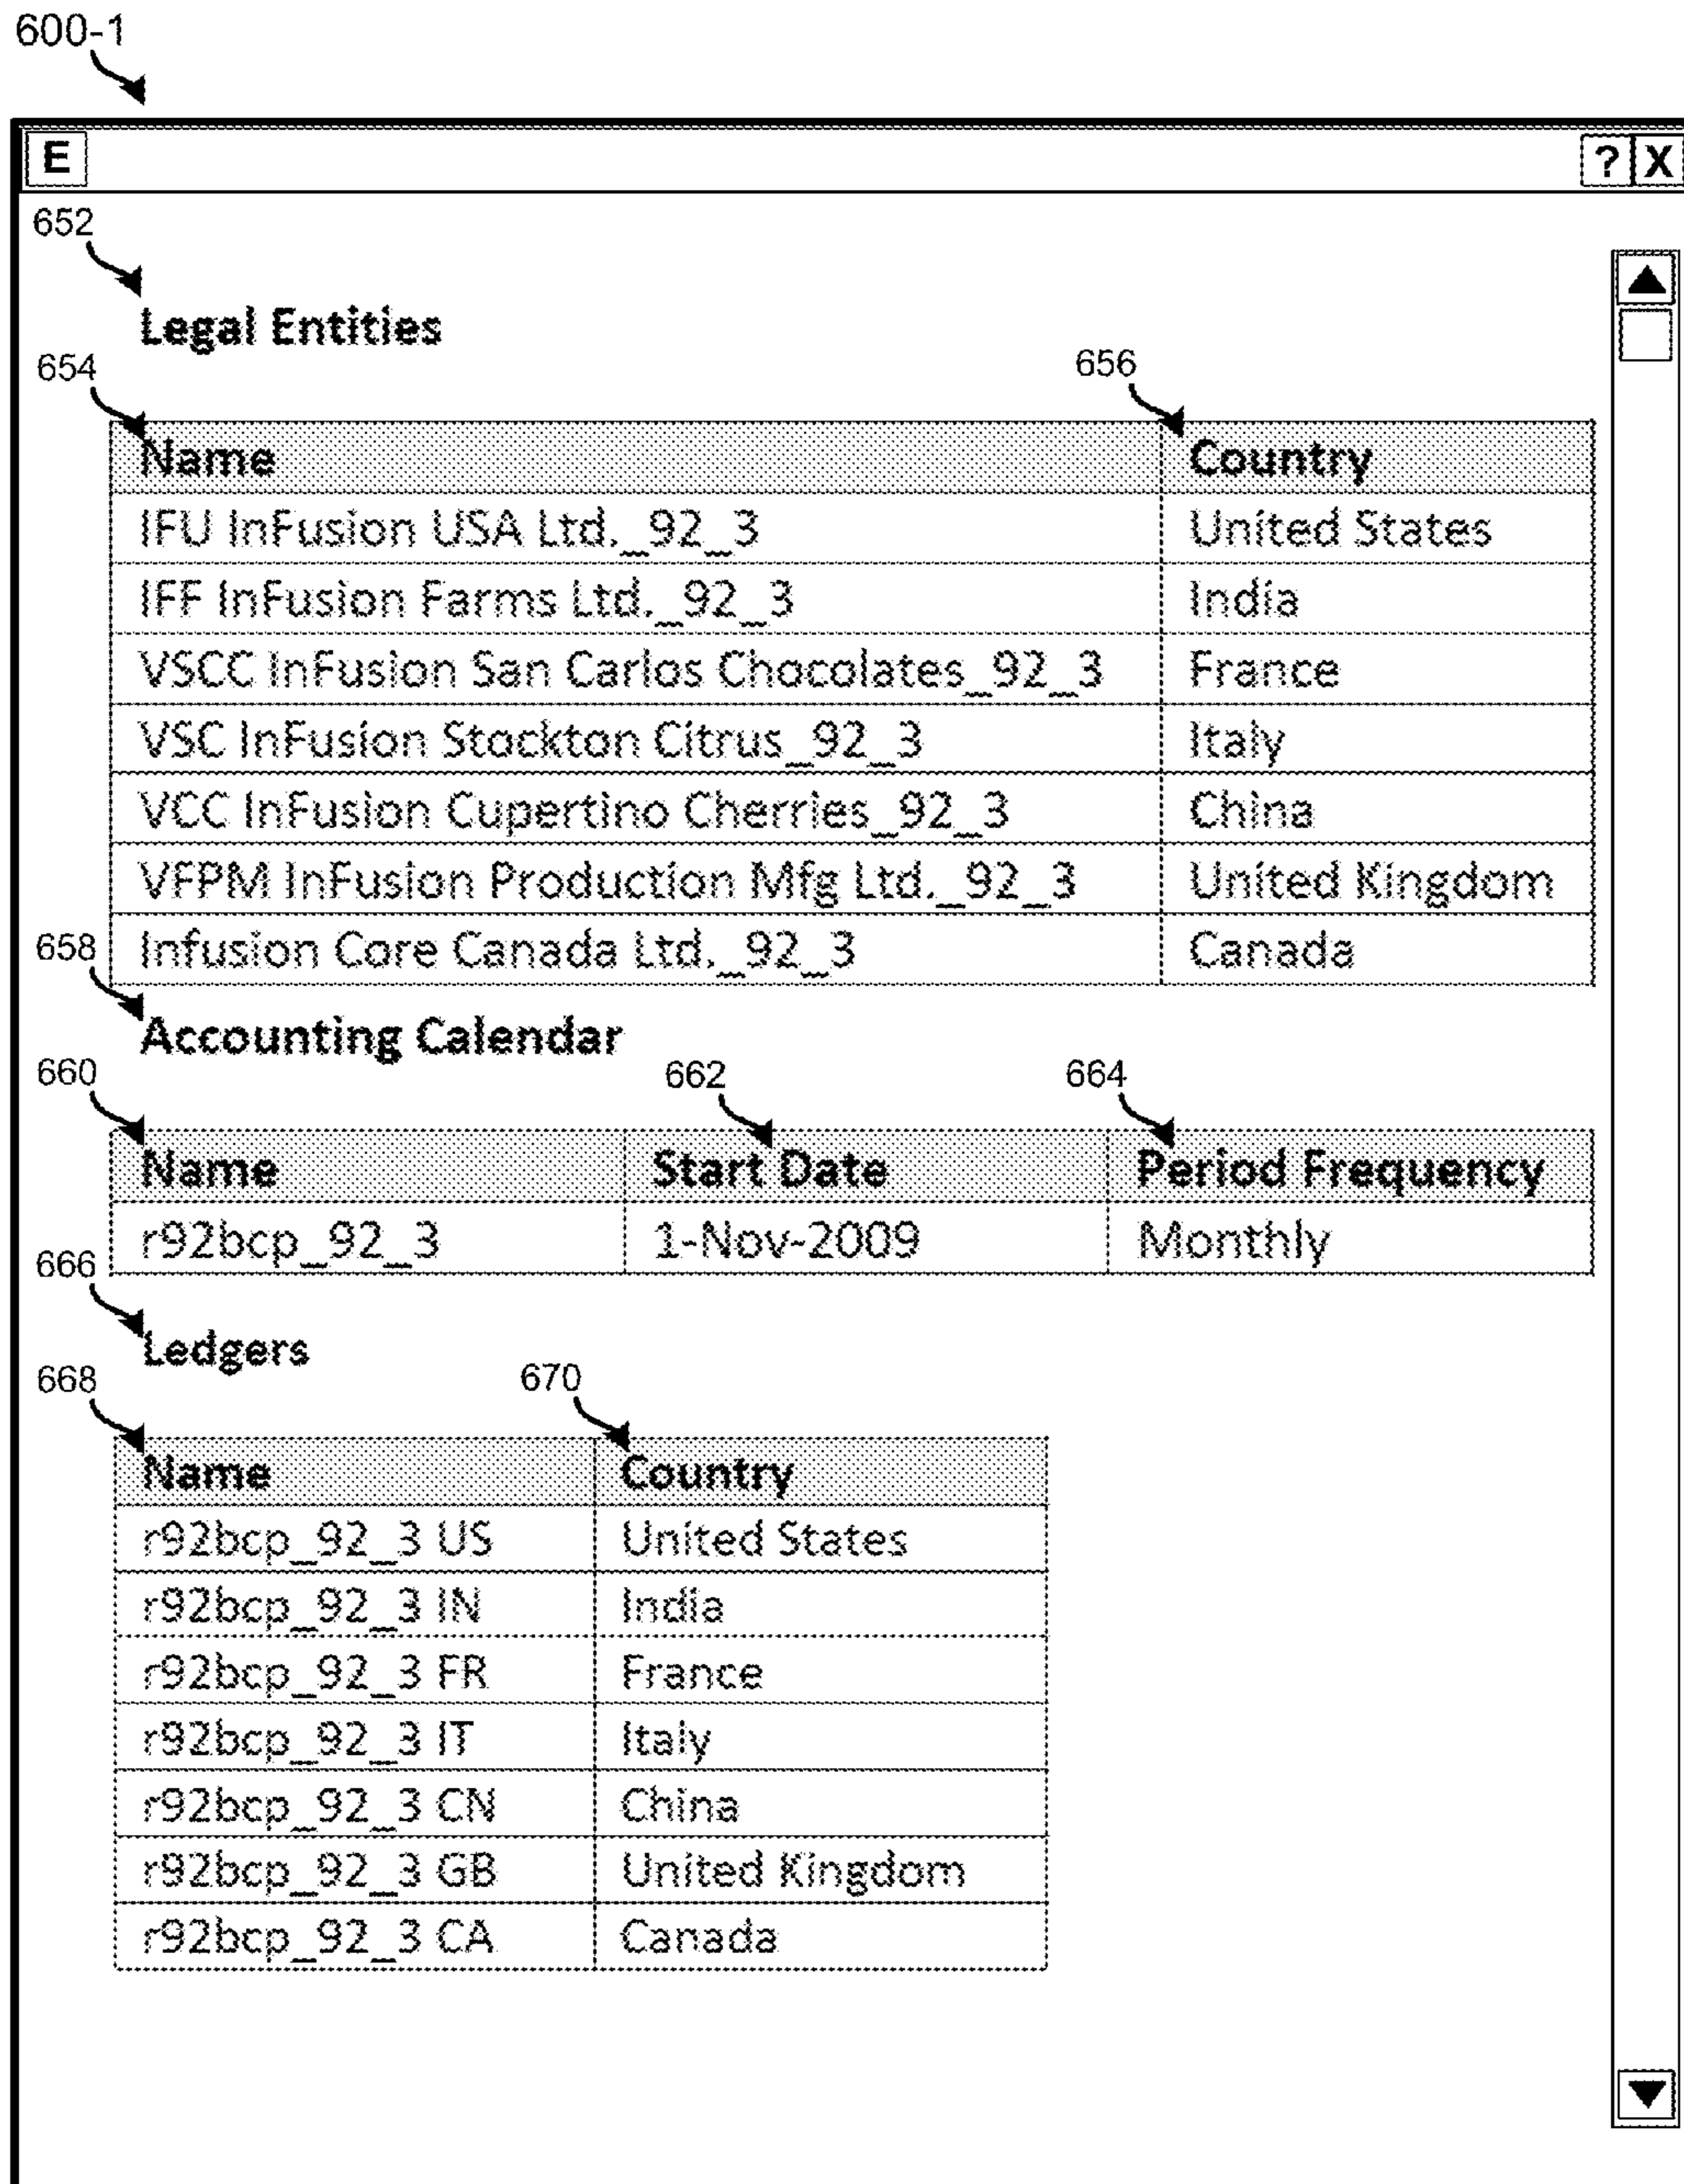 600-1
E ? X
652
Legal Entities
654 656
Name Country
IFU InFusion USA Ltd._92_3 United States
IFF InFusion Farms Ltd._92_3 India
VSCC InFusion San Carlos Chocolates_92_3 France
VSC InFusion Stockton Citrus_92_3 Italy
VCC InFusion Cupertino Cherries_92_3 China
VFPM InFusion Production Mfg Ltd._92_3 United Kingdom
658 Infusion Core Canada Ltd._92_3 Canada
Accounting Calendar
660 662 664
Name Start Date Period Frequency
r92bcp_92_3 1-Nov-2009 Monthly
666
Ledgers
668 670
Name Country
r92bcp_92_3 US United States
r92bcp_92_3 IN India
r92bcp_92_3 FR France
r92bcp_92_3 IT Italy
r92bcp_92_3 CN China
r92bcp_92_3 GB United Kingdom
r92bcp_92_3 CA Canada